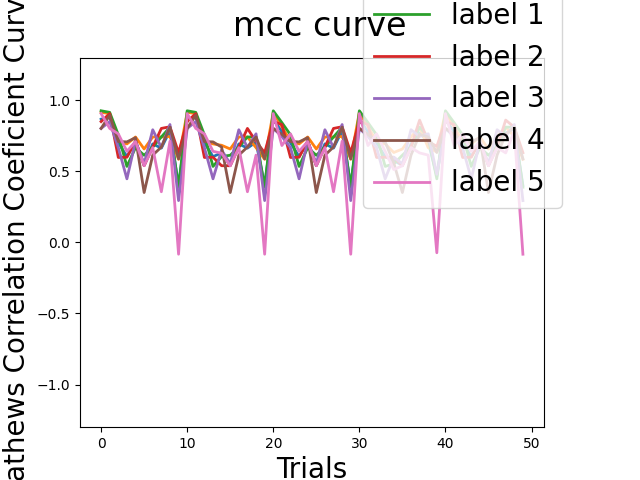 mcc curve
label 1
label 2
label 3
label 4
label 5
athews Correlation Coefficient Curv
1.0
0.5
0.0
−0.5
−1.0
0
10
20
30
40
50
Trials